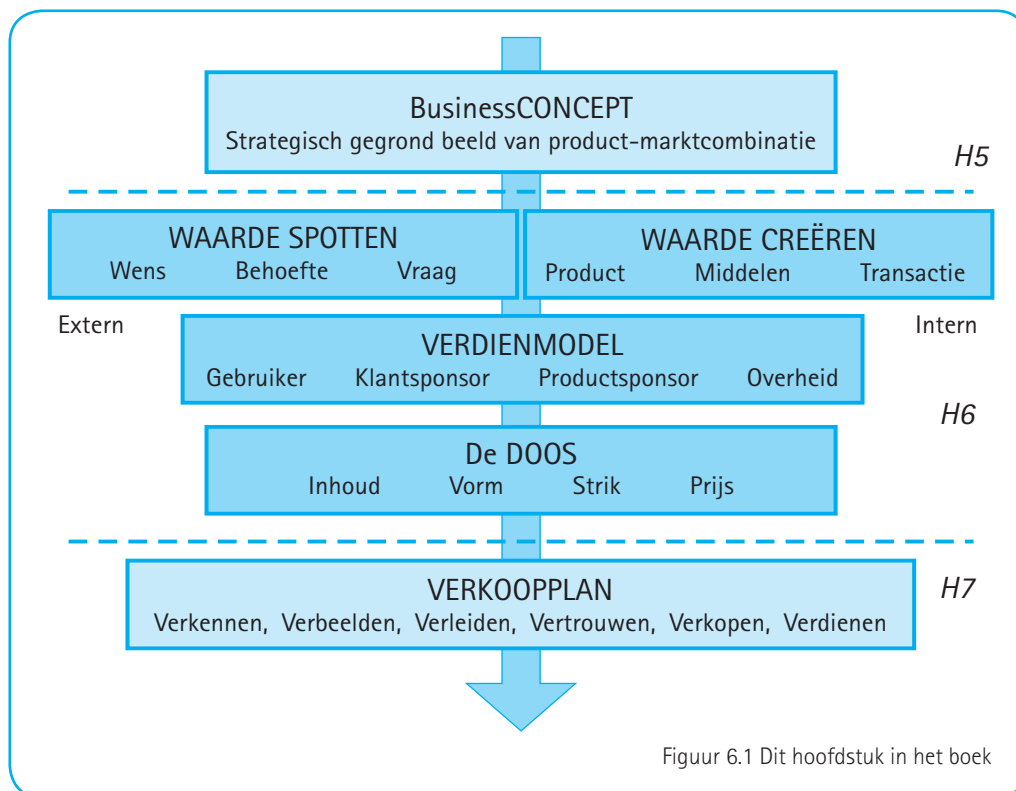 BusinessCONCEPT
Strategisch gegrond beeld van product-marktcombinatie
H5
WAARDE SPOTTEN
Wens Behoefte Vraag
WAARDE CREËREN
Product Middelen Transactie
Extern
Intern
VERDIENMODEL
Gebruiker Klantsponsor Productsponsor Overheid
H6
De DOOS
Inhoud Vorm Strik Prijs
H7
VERKOOPPLAN
Verkennen, Verbeelden, Verleiden, Vertrouwen, Verkopen, Verdienen
Figuur 6.1 Dit hoofdstuk in het boek